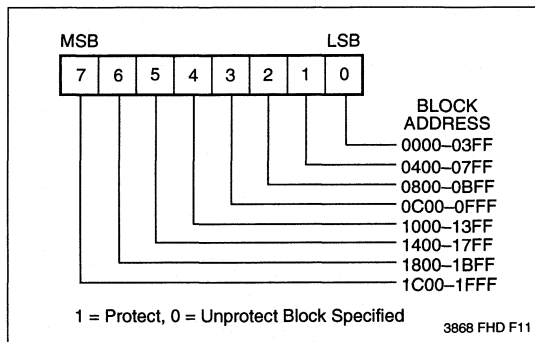 MSB LSB
7 6 5 4 3 2 1 0
BLOCK
ADDRESS
0000–03FF
0400–07FF
0800–0BFF
0C00–0FFF
1000–13FF
1400–17FF
1800–1BFF
1C00–1FFF
1 = Protect, 0 = Unprotect Block Specified
3868 FHD F11